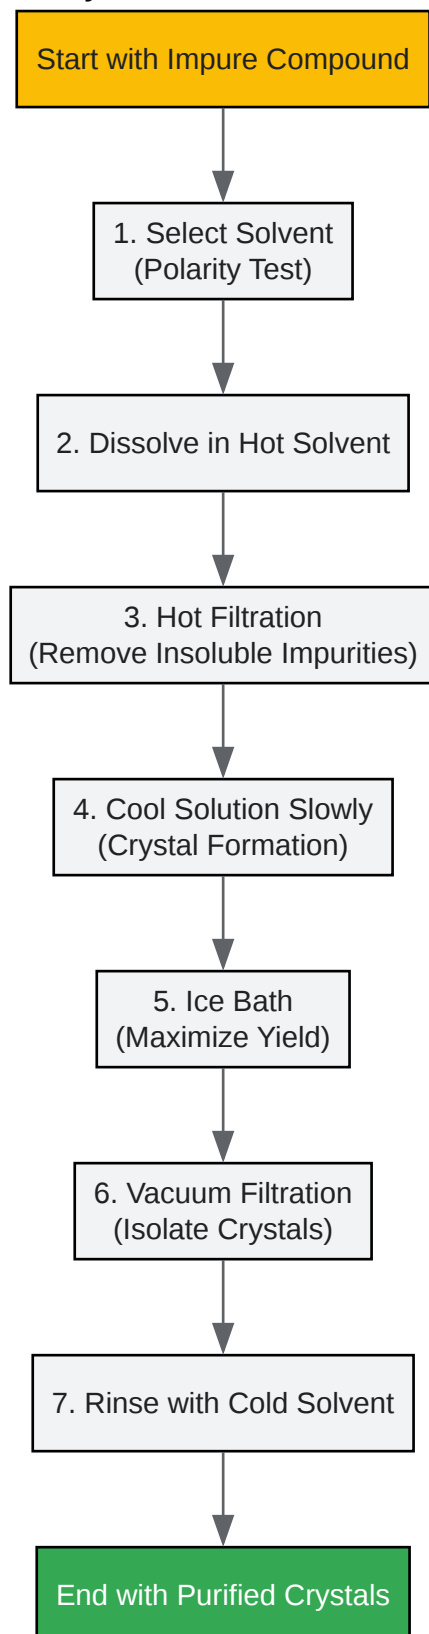 Start with Impure Compound
1. Select Solvent
(Polarity Test)
2. Dissolve in Hot Solvent
3. Hot Filtration
(Remove Insoluble Impurities)
4. Cool Solution Slowly
(Crystal Formation)
5. Ice Bath
(Maximize Yield)
6. Vacuum Filtration
(Isolate Crystals)
7. Rinse with Cold Solvent
End with Purified Crystals